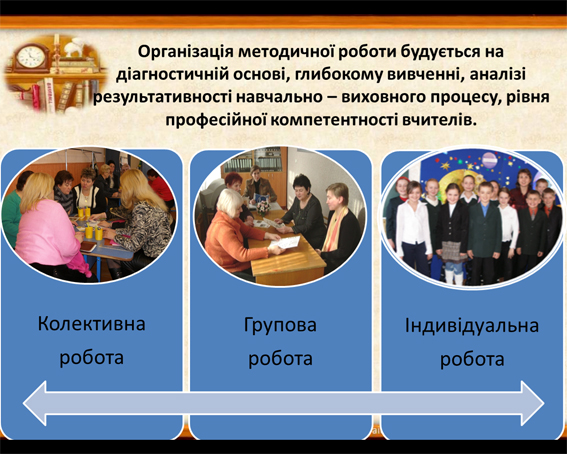 Організація методичної роботи будується на
діагностичній основі, глибокому вивченні, аналізі
результативності навчально – виховного процесу, рівня
професійної компетентності вчителів.
Колективна
робота
Групова
робота
Індивідуальна
робота